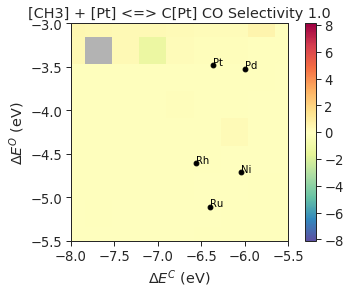 [CH3] + [Pt] <=> C[Pt] CO Selectivity 1.0
−3.0
−3.5
−4.0
−4.5
−5.0
−5.5
ΔE^O (eV)
Pt
Pd
Rh
Ni
Ru
−8.0 −7.5 −7.0 −6.5 −6.0 −5.5
ΔE^C (eV)
8
6
4
2
0
−2
−4
−6
−8